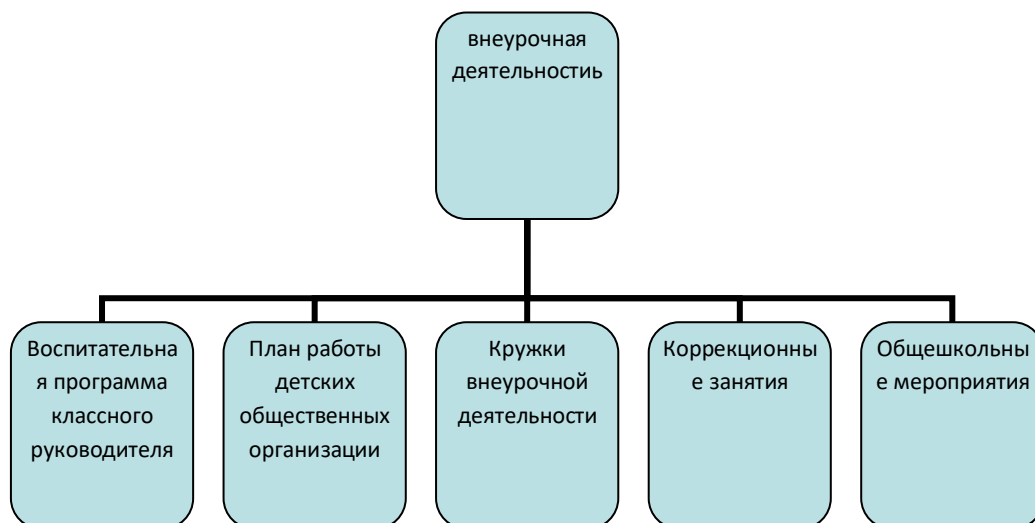 внеурочная
деятельностиь
Воспитательна
я программа
классного
руководителя
План работы
детских
общественных
организации
Кружки
внеурочной
деятельности
Коррекционны
е занятия
Общешкольны
е мероприятия